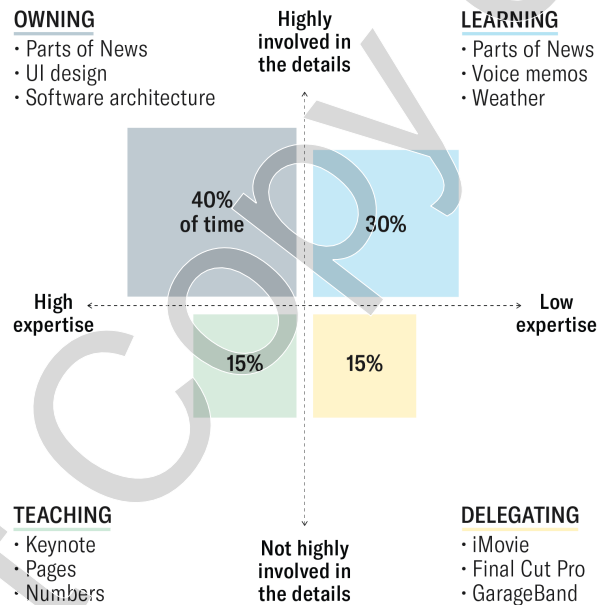 OWNING
• Parts of News
• UI design
• Software architecture
Highly
involved in
the details
LEARNING
• Parts of News
• Voice memos
• Weather
40%
of time
30%
High
expertise
Low
expertise
15%
15%
TEACHING
• Keynote
• Pages
• Numbers
Not highly
involved in
the details
DELEGATING
• iMovie
• Final Cut Pro
• GarageBand
Copy